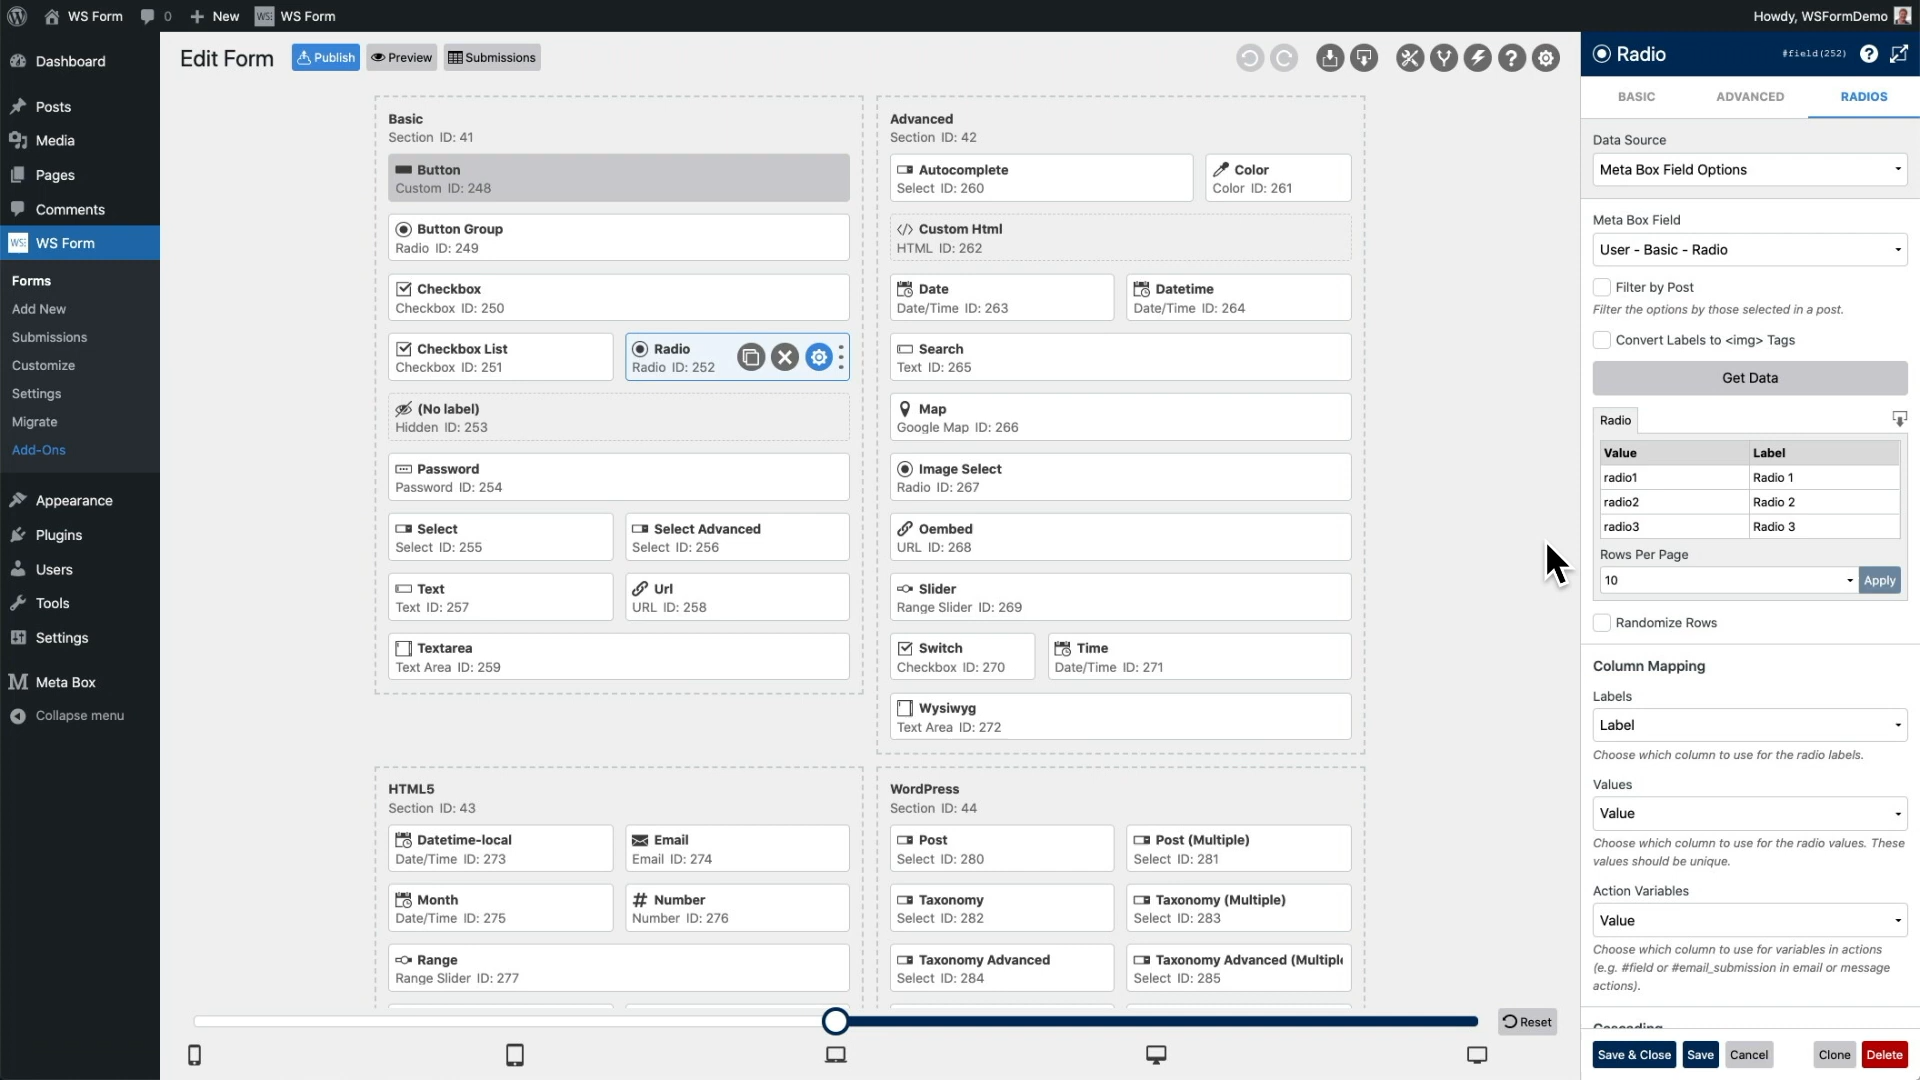 WS Form
0
New
WS Form
Howdy, WSFormDemo
Dashboard
Posts
Media
Pages
Comments
WS Form
Forms
Add New
Submissions
Customize
Settings
Migrate
Add-Ons
Appearance
Plugins
Users
Tools
Settings
Meta Box
Collapse menu
Edit Form
Publish
Preview
Submissions
Basic
Section ID: 41
Button
Custom ID: 248
Button Group
Radio ID: 249
Checkbox
Checkbox ID: 250
Checkbox List
Checkbox ID: 251
Radio
Radio ID: 252
(No label)
Hidden ID: 253
Password
Password ID: 254
Select
Select ID: 255
Select Advanced
Select ID: 256
Text
Text ID: 257
Url
URL ID: 258
Textarea
Text Area ID: 259
Advanced
Section ID: 42
Autocomplete
Select ID: 260
Color
Color ID: 261
Custom Html
HTML ID: 262
Date
Date/Time ID: 263
Datetime
Date/Time ID: 264
Search
Text ID: 265
Map
Google Map ID: 266
Image Select
Radio ID: 267
Oembed
URL ID: 268
Slider
Range Slider ID: 269
Switch
Checkbox ID: 270
Time
Date/Time ID: 271
Wysiwyg
Text Area ID: 272
HTML5
Section ID: 43
Datetime-local
Date/Time ID: 273
Email
Email ID: 274
Month
Date/Time ID: 275
Number
Number ID: 276
Range
Range Slider ID: 277
WordPress
Section ID: 44
Post
Select ID: 280
Post (Multiple)
Select ID: 281
Taxonomy
Select ID: 282
Taxonomy (Multiple)
Select ID: 283
Taxonomy Advanced
Select ID: 284
Taxonomy Advanced (Multiple
Select ID: 285
Reset
Radio
#field(252)
BASIC
ADVANCED
RADIOS
Data Source
Meta Box Field Options
Meta Box Field
User - Basic - Radio
Filter by Post
Filter the options by those selected in a post.
Convert Labels to <img> Tags
Get Data
Radio
Value
Label
radio1
Radio 1
radio2
Radio 2
radio3
Radio 3
Rows Per Page
10
Apply
Randomize Rows
Column Mapping
Labels
Label
Choose which column to use for the radio labels.
Values
Value
Choose which column to use for the radio values. These
values should be unique.
Action Variables
Value
Choose which column to use for variables in actions
(e.g. #field or #email_submission in email or message
actions).
Cascading
Save & Close
Save
Cancel
Clone
Delete